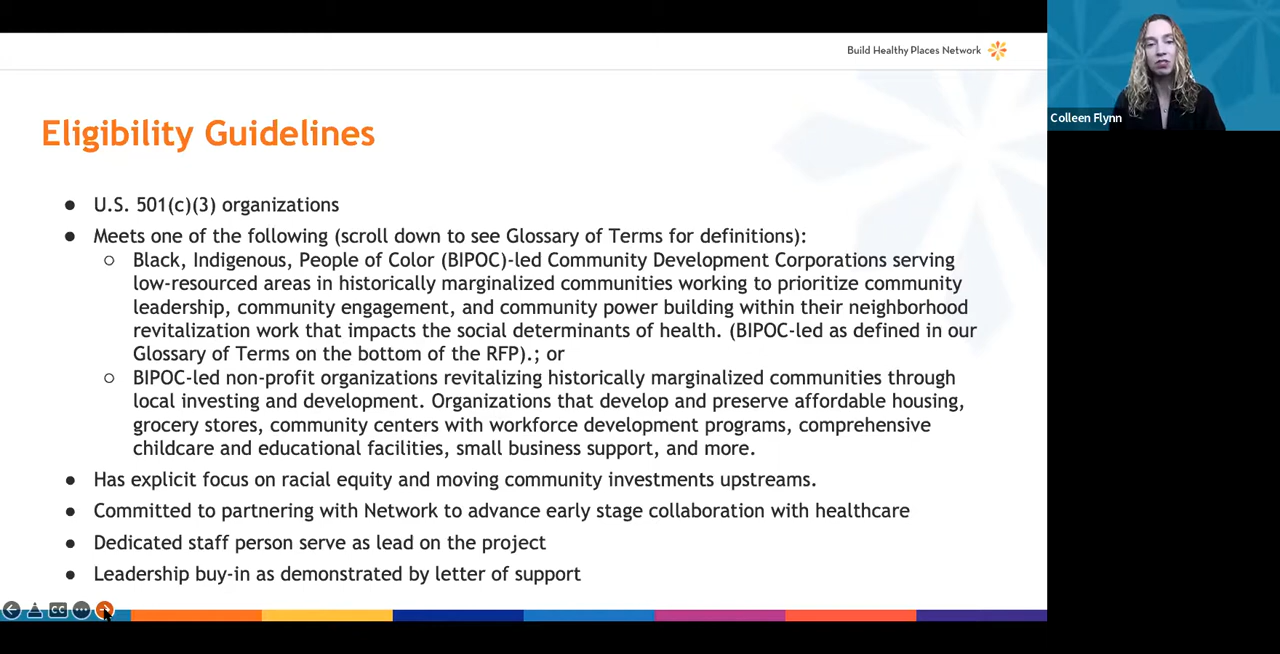 Build Healthy Places Network
Colleen Flynn
Eligibility Guidelines
● U.S. 501(c)(3) organizations
● Meets one of the following (scroll down to see Glossary of Terms for definitions):
○ Black, Indigenous, People of Color (BIPOC)-led Community Development Corporations serving
low-resourced areas in historically marginalized communities working to prioritize community
leadership, community engagement, and community power building within their neighborhood
revitalization work that impacts the social determinants of health. (BIPOC-led as defined in our
Glossary of Terms on the bottom of the RFP).; or
○ BIPOC-led non-profit organizations revitalizing historically marginalized communities through
local investing and development. Organizations that develop and preserve affordable housing,
grocery stores, community centers with workforce development programs, comprehensive
childcare and educational facilities, small business support, and more.
● Has explicit focus on racial equity and moving community investments upstreams.
● Committed to partnering with Network to advance early stage collaboration with healthcare
● Dedicated staff person serve as lead on the project
● Leadership buy-in as demonstrated by letter of support
CC